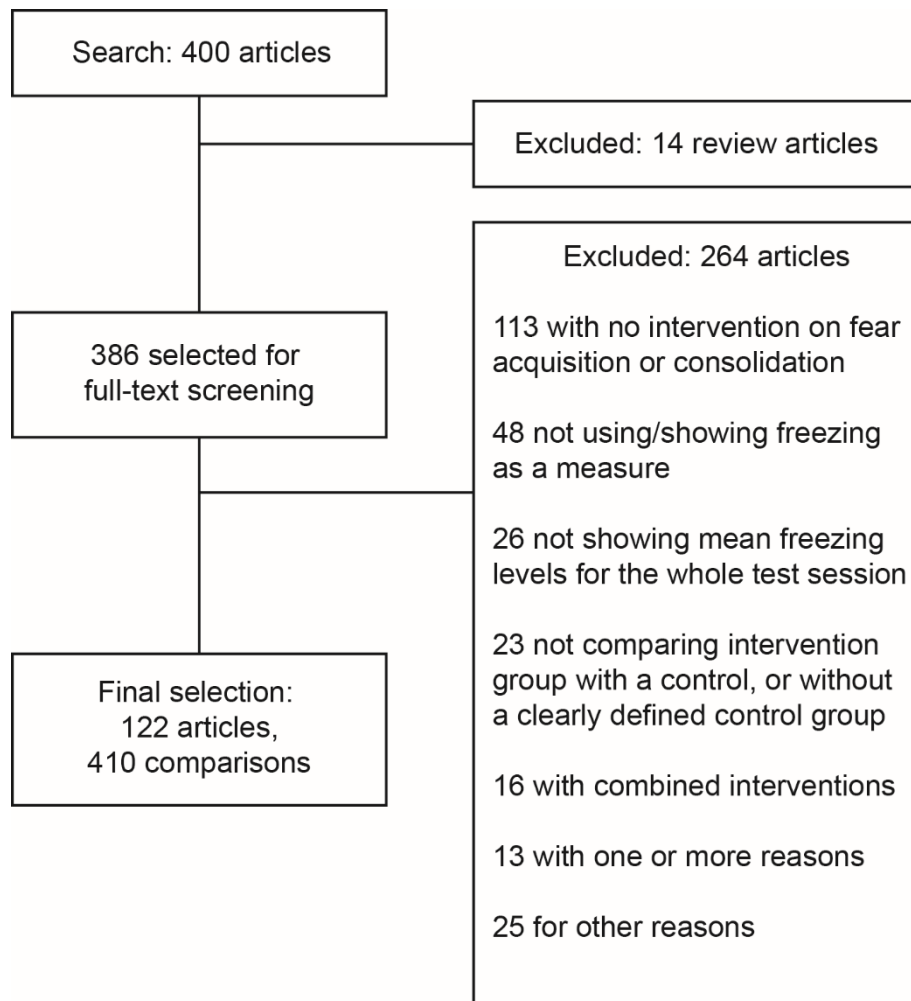 Search: 400 articles
Excluded: 14 review articles
386 selected for
full-text screening
Excluded: 264 articles
113 with no intervention on fear
acquisition or consolidation
48 not using/showing freezing
as a measure
26 not showing mean freezing
levels for the whole test session
23 not comparing intervention
group with a control, or without
a clearly defined control group
16 with combined interventions
13 with one or more reasons
25 for other reasons
Final selection:
122 articles,
410 comparisons